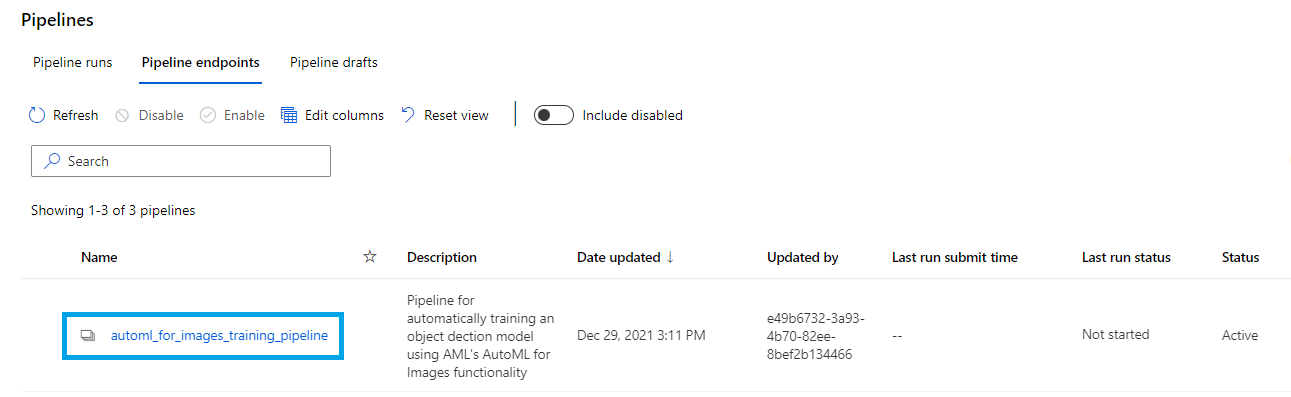 Pipelines
Pipeline runs Pipeline endpoints Pipeline drafts
Refresh Disable Enable Edit columns Reset view Include disabled
Search
Showing 1-3 of 3 pipelines
Name Description Date updated ↓ Updated by Last run submit time Last run status Status
automl_for_images_training_pipeline
Pipeline for
automatically training an
object dection model
using AML's AutoML for
Images functionality
Dec 29, 2021 3:11 PM
e49b6732-3a93-
4b70-82ee-
8bef2b134466
--
Not started
Active